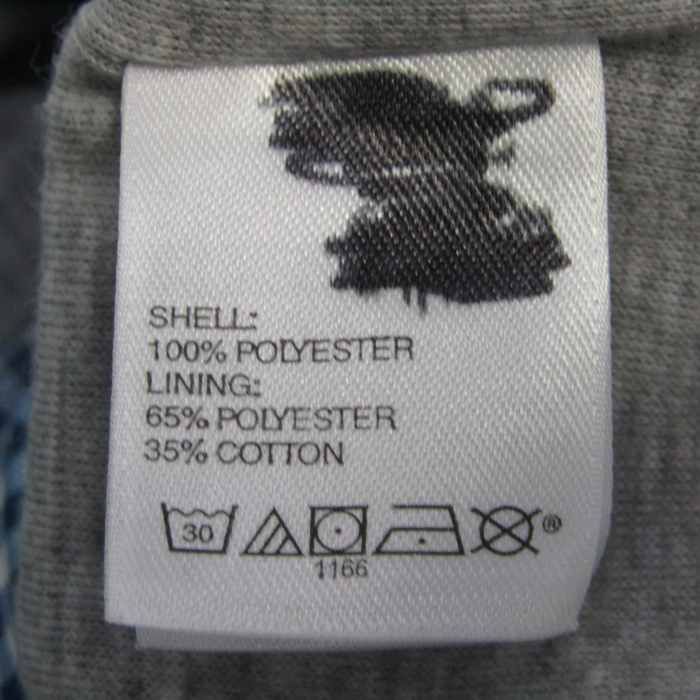 SHELL:
100% POLYESTER
LINING:
65% POLYESTER
35% COTTON
30
®
1166